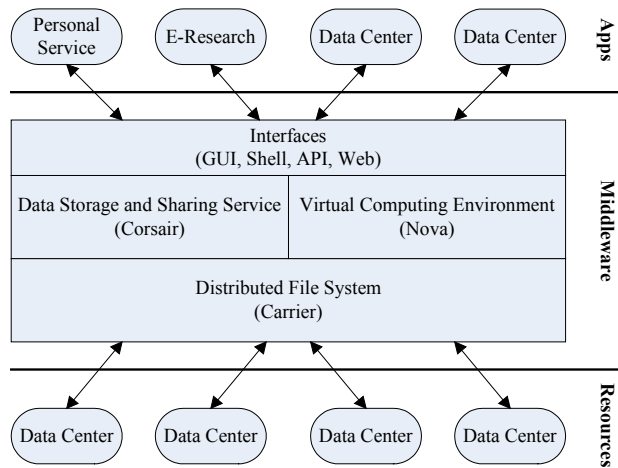 Personal
Service
E-Research
Data Center
Data Center
Apps
Interfaces
(GUI, Shell, API, Web)
Data Storage and Sharing Service
(Corsair)
Virtual Computing Environment
(Nova)
Distributed File System
(Carrier)
Middleware
Data Center
Data Center
Data Center
Data Center
Resources